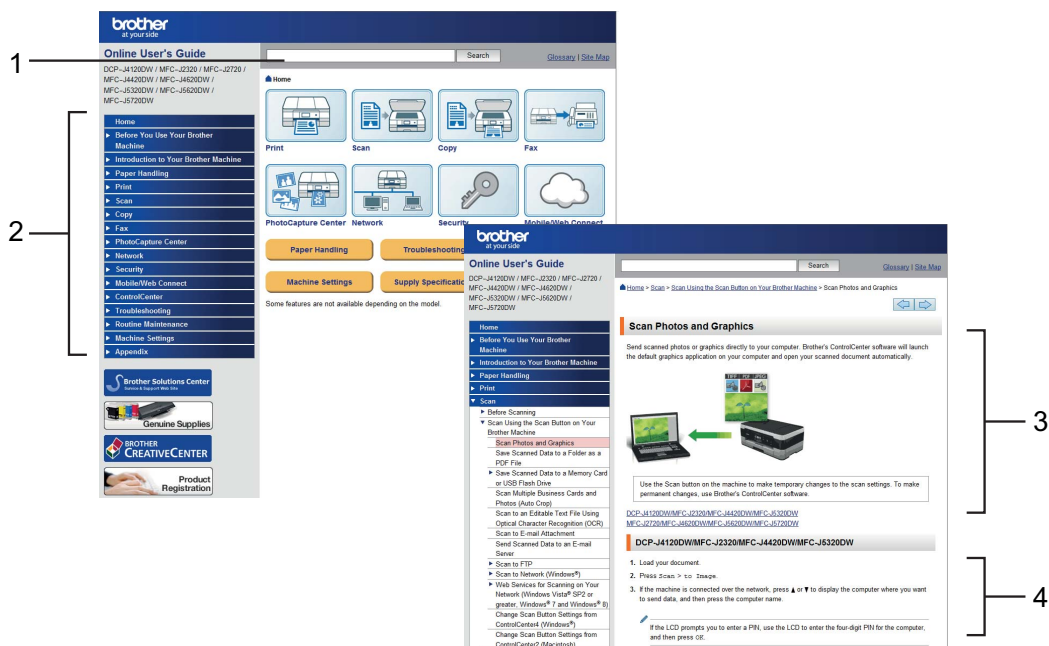 1
2
3
4
brother
at your side
Online User's Guide
DCP-J4120DW / MFC-J2320 / MFC-J2720 /
MFC-J4420DW / MFC-J4620DW /
MFC-J5320DW / MFC-J5620DW /
MFC-J5720DW
Search
Glossary | Site Map
Home
Before You Use Your Brother
Machine
Introduction to Your Brother Machine
Paper Handling
Print
Scan
Copy
Fax
PhotoCapture Center
Network
Security
Mobile/Web Connect
ControlCenter
Troubleshooting
Routine Maintenance
Machine Settings
Appendix
Brother Solutions Center
Service & Support Web Site
Genuine Supplies
BROTHER
CREATIVECENTER
Product
Registration
Home
Print
Scan
Copy
Fax
PhotoCapture Center
Network
Security
Mobile/Web Connect
Paper Handling
Troubleshooting
Machine Settings
Supply Specificatio
Some features are not available depending on the model.
brother
at your side
Online User's Guide
DCP-J4120DW / MFC-J2320 / MFC-J2720 /
MFC-J4420DW / MFC-J4620DW /
MFC-J5320DW / MFC-J5620DW /
MFC-J5720DW
Search
Glossary | Site Map
Home
Before You Use Your Brother
Machine
Introduction to Your Brother Machine
Paper Handling
Print
Scan
Before Scanning
Scan Using the Scan Button on Your
Brother Machine
Scan Photos and Graphics
Save Scanned Data to a Folder as a
PDF File
Save Scanned Data to a Memory Card
or USB Flash Drive
Scan Multiple Business Cards and
Photos (Auto Crop)
Scan to an Editable Text File Using
Optical Character Recognition (OCR)
Scan to E-mail Attachment
Send Scanned Data to an E-mail
Server
Scan to FTP
Scan to Network (Windows®)
Web Services for Scanning on Your
Network (Windows Vista® SP2 or
greater, Windows® 7 and Windows® 8)
Change Scan Button Settings from
ControlCenter4 (Windows®)
Change Scan Button Settings from
ControlCenter2 (Macintosh)
Home > Scan > Scan Using the Scan Button on Your Brother Machine > Scan Photos and Graphics
Scan Photos and Graphics
Send scanned photos or graphics directly to your computer. Brother's ControlCenter software will launch
the default graphics application on your computer and open your scanned document automatically.
TIFF PDF JPEG
Use the Scan button on the machine to make temporary changes to the scan settings. To make
permanent changes, use Brother's ControlCenter software.
DCP-J4120DW/MFC-J2320/MFC-J4420DW/MFC-J5320DW
MFC-J2720/MFC-J4620DW/MFC-J5620DW/MFC-J5720DW
DCP-J4120DW/MFC-J2320/MFC-J4420DW/MFC-J5320DW
1. Load your document.
2. Press Scan > to Image.
3. If the machine is connected over the network, press ▲ or ▼ to display the computer where you want
to send data, and then press the computer name.
If the LCD prompts you to enter a PIN, use the LCD to enter the four-digit PIN for the computer,
and then press OK.